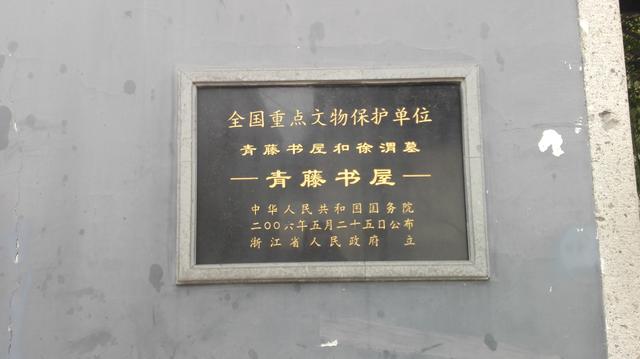 全国重点文物保护单位
青藤书屋和徐渭墓
—青藤书屋—
中华人民共和国国务院
二〇〇六年五月二十五日公布
浙江省人民政府 立